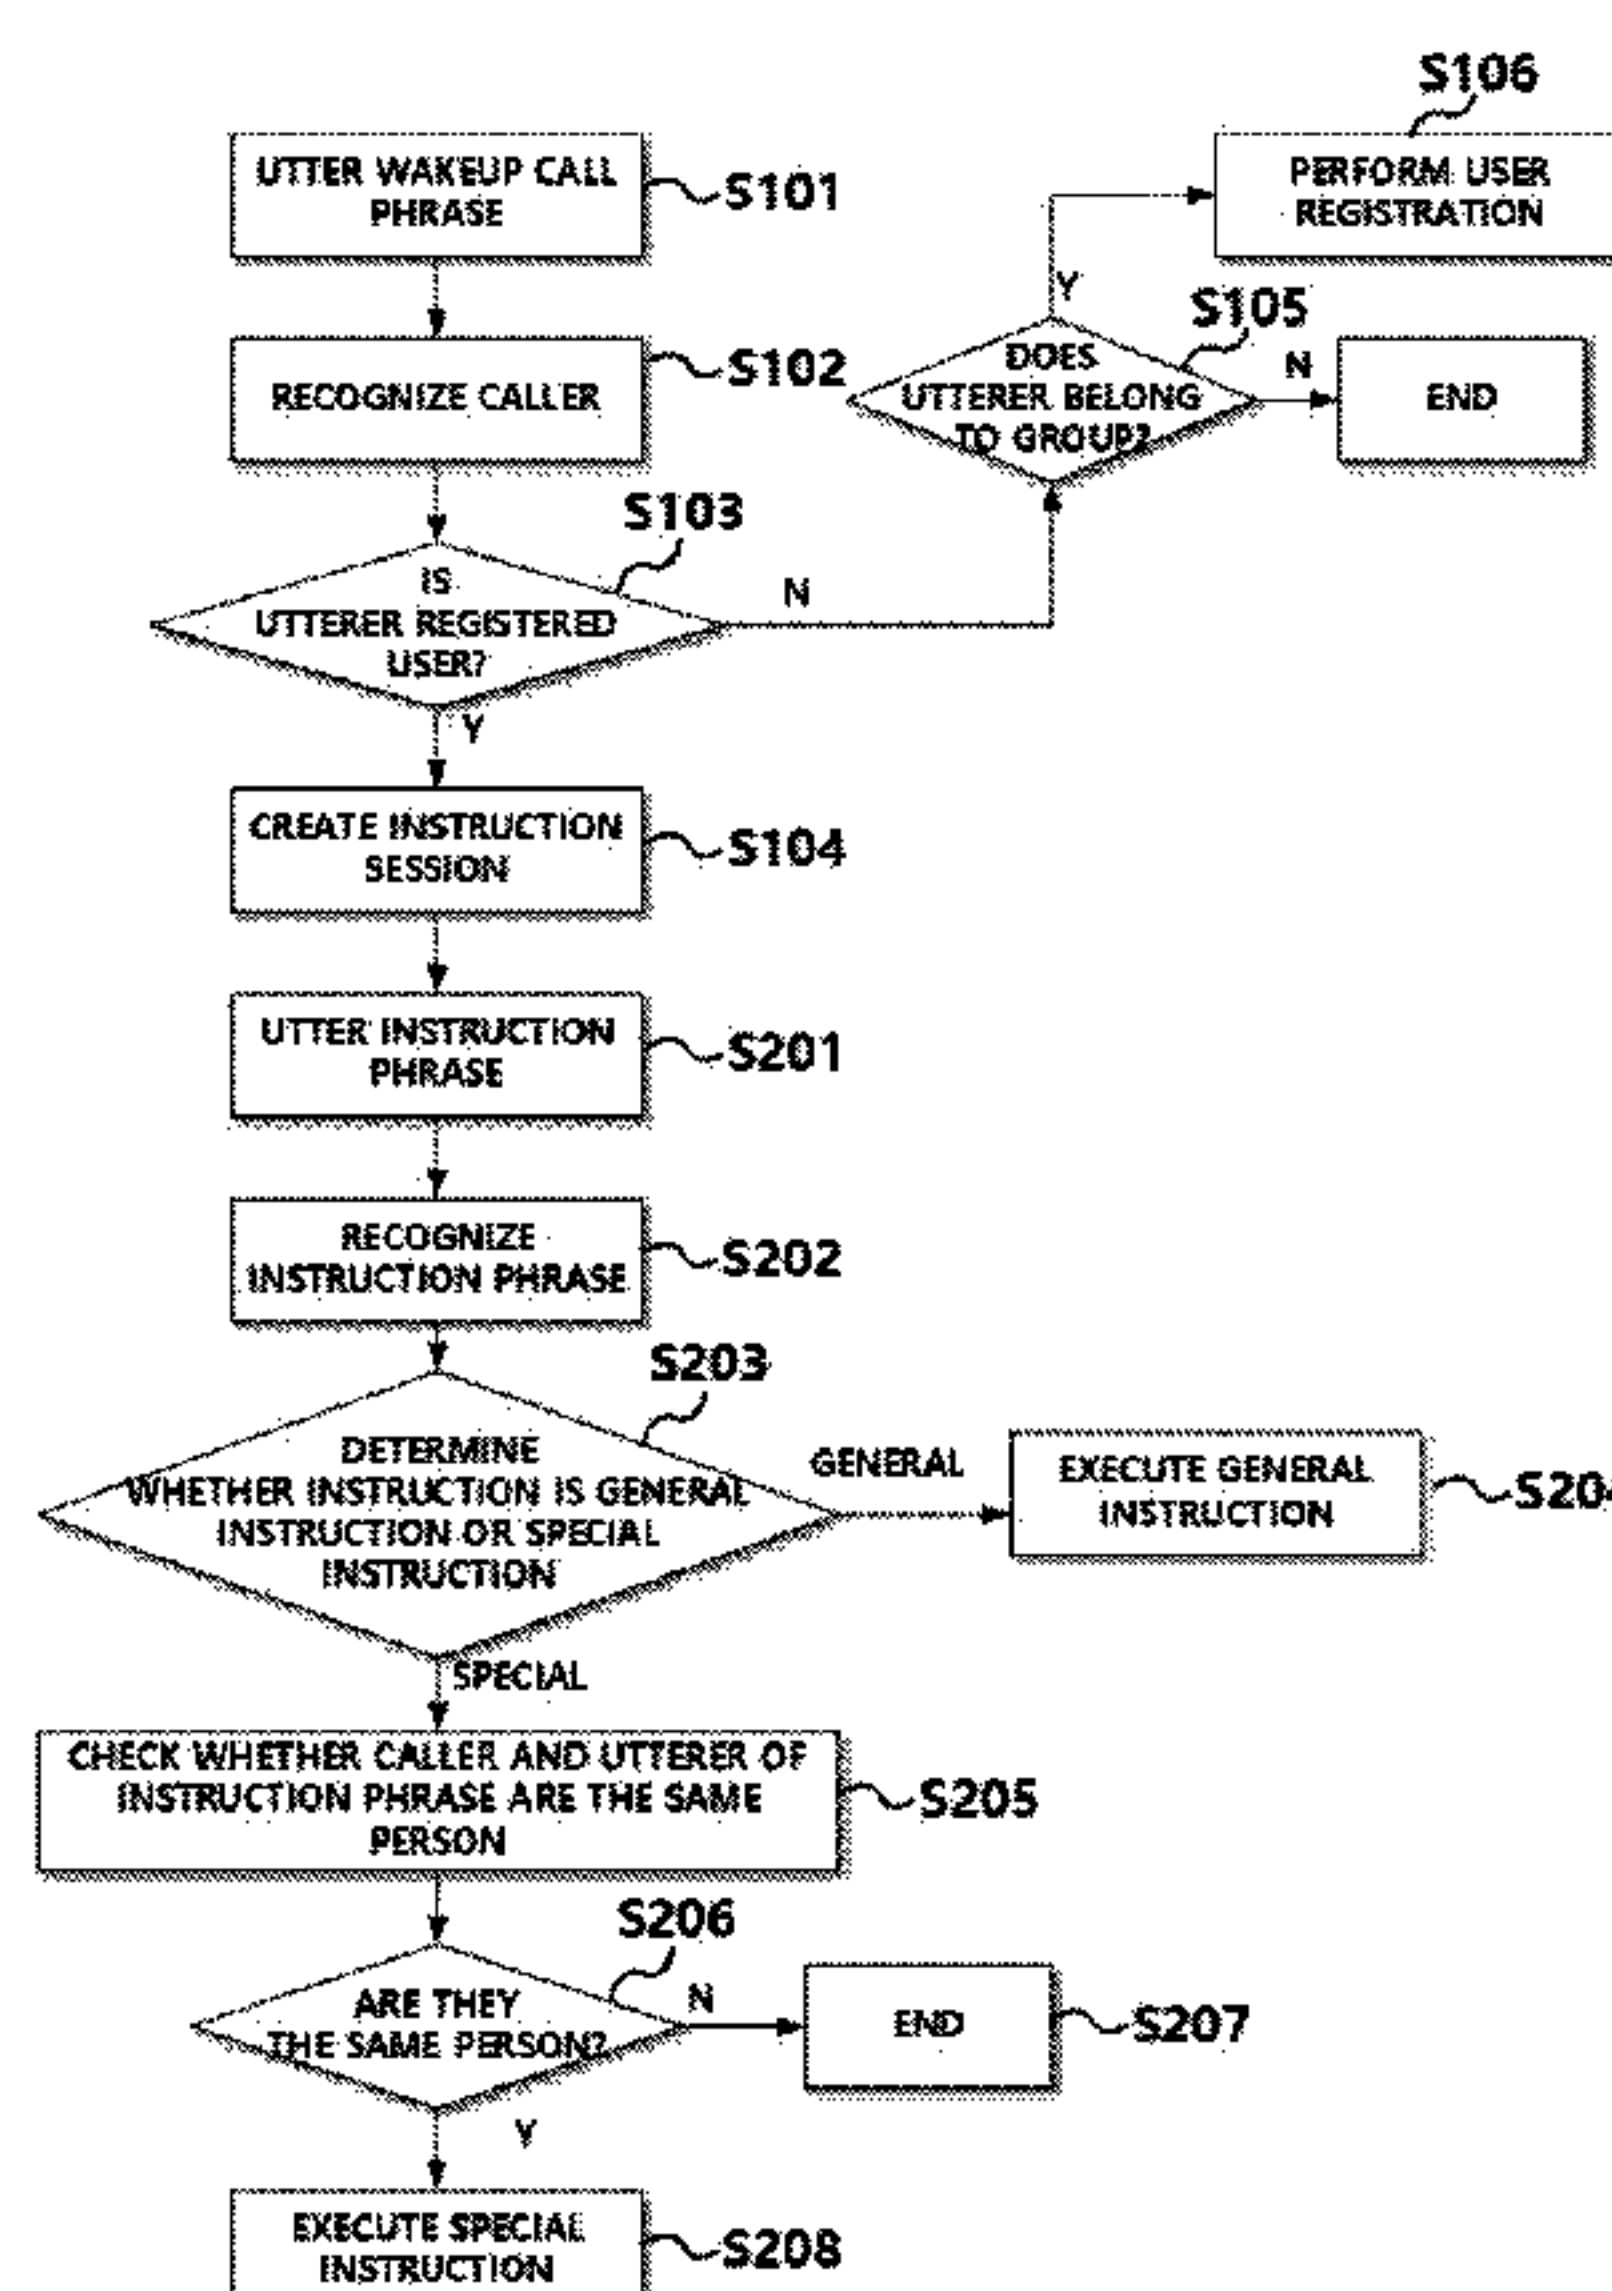 S106
UTTER WAKEUP CALL
PHRASE
S101
PERFORM USER
REGISTRATION
Y
S105
RECOGNIZE CALLER
S102
DOES
UTTERER BELONG
TO GROUP?
N
END
S103
IS
UTTERER REGISTERED
USER?
N
Y
CREATE INSTRUCTION
SESSION
S104
UTTER INSTRUCTION
PHRASE
S201
RECOGNIZE
INSTRUCTION PHRASE
S202
S203
DETERMINE
WHETHER INSTRUCTION IS GENERAL
INSTRUCTION OR SPECIAL
INSTRUCTION
GENERAL
EXECUTE GENERAL
INSTRUCTION
SPECIAL
CHECK WHETHER CALLER AND UTTERER OF
INSTRUCTION PHRASE ARE THE SAME
PERSON
S205
S206
ARE THEY
THE SAME PERSON?
N
END
S207
Y
EXECUTE SPECIAL
INSTRUCTION
S208